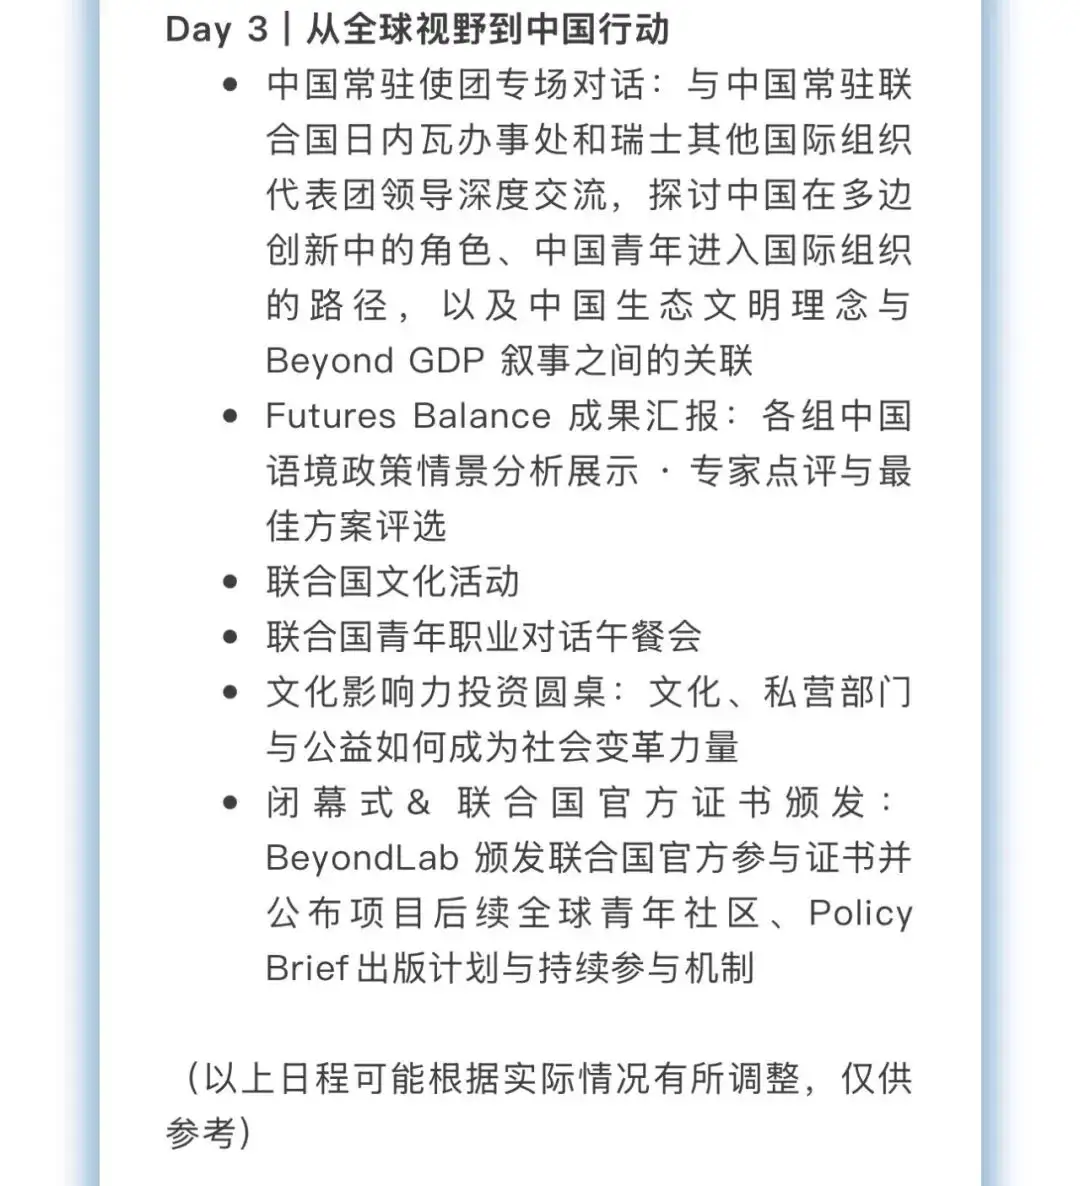 Day 3｜从全球视野到中国行动
• 中国常驻使团专场对话：与中国常驻联
合国日内瓦办事处和瑞士其他国际组织
代表团领导深度交流，探讨中国在多边
创新中的角色、中国青年进入国际组织
的路径，以及中国生态文明理念与
Beyond GDP 叙事之间的关联
• Futures Balance 成果汇报：各组中国
语境政策情景分析展示 · 专家点评与最
佳方案评选
• 联合国文化活动
• 联合国青年职业对话午餐会
• 文化影响力投资圆桌：文化、私营部门
与公益如何成为社会变革力量
• 闭幕式& 联合国官方证书颁发：
BeyondLab 颁发联合国官方参与证书并
公布项目后续全球青年社区、Policy
Brief出版计划与持续参与机制
（以上日程可能根据实际情况有所调整，仅供
参考）